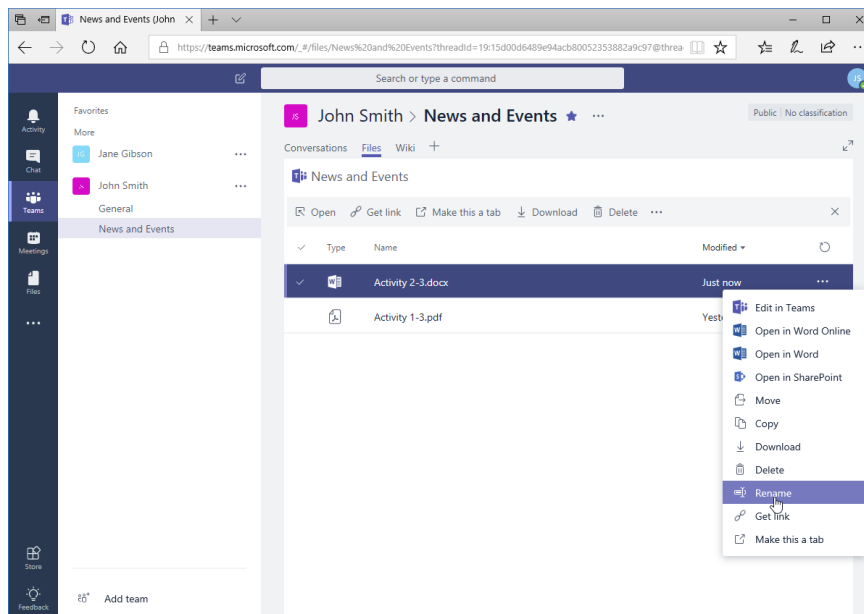 News and Events (John
https://teams.microsoft.com/_#/files/News%20and%20Events?threadId=19:15d00d6489e94acb80052353882a9c97@threa
Search or type a command
JS
Activity
Chat
Teams
Meetings
Files
Store
Feedback
Favorites
More
JG Jane Gibson
JS John Smith
General
News and Events
Add team
JS John Smith > News and Events
Public No classification
Conversations Files Wiki
News and Events
Open Get link Make this a tab Download Delete
Type Name Modified
Activity 2-3.docx Just now
Activity 1-3.pdf Yest
Edit in Teams
Open in Word Online
Open in Word
Open in SharePoint
Move
Copy
Download
Delete
Rename
Get link
Make this a tab